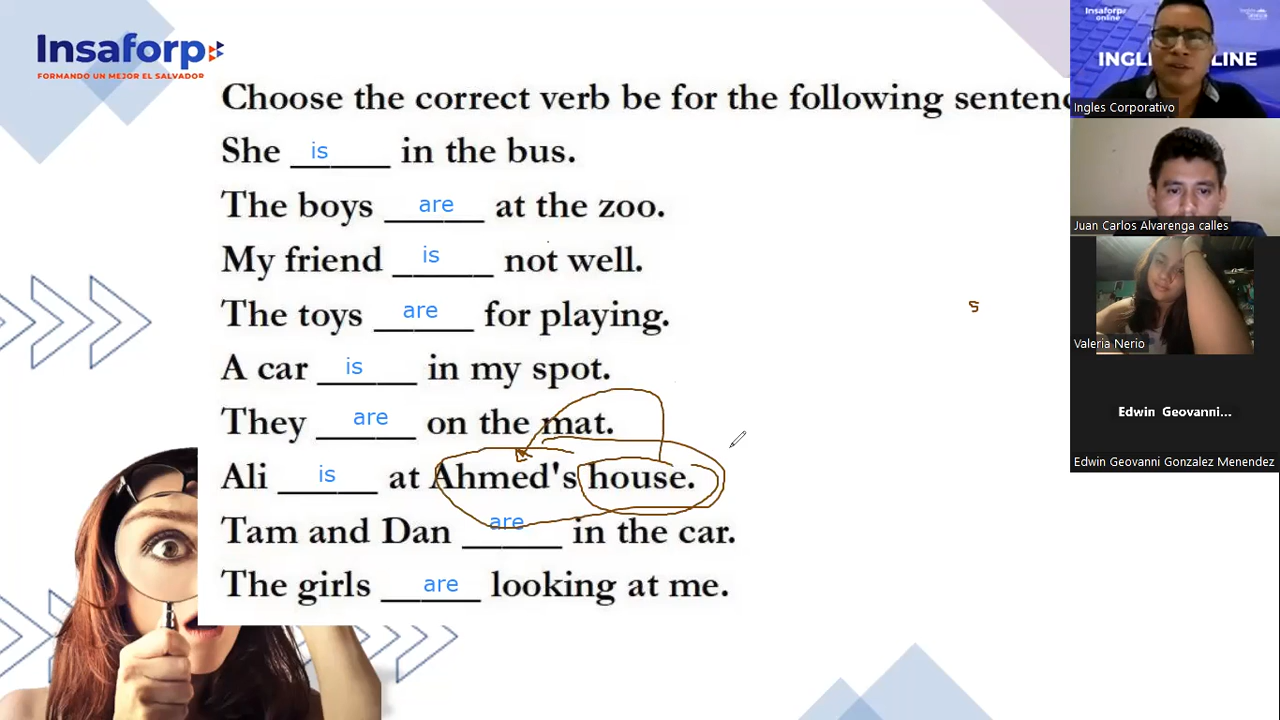 Insaforp
FORMANDO UN MEJOR EL SALVADOR
Choose the correct verb be for the following sentenc
She is in the bus.
The boys are at the zoo.
My friend is not well.
The toys are for playing.
A car is in my spot.
They are on the mat.
Ali is at Ahmed's house.
Tam and Dan are in the car.
The girls are looking at me.
s
Insaforp
online
INGL LINE
Ingles Corporativo
Juan Carlos Alvarenga calles
Valeria Nerio
Edwin Geovanni...
Edwin Geovanni Gonzalez Menendez